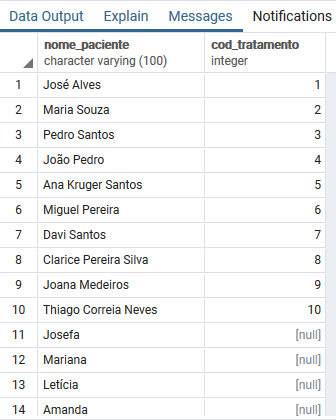 Data Output Explain Messages Notifications
nome_paciente cod_tratamento
character varying (100) integer
1 José Alves 1
2 Maria Souza 2
3 Pedro Santos 3
4 João Pedro 4
5 Ana Kruger Santos 5
6 Miguel Pereira 6
7 Davi Santos 7
8 Clarice Pereira Silva 8
9 Joana Medeiros 9
10 Thiago Correia Neves 10
11 Josefa [null]
12 Mariana [null]
13 Letícia [null]
14 Amanda [null]